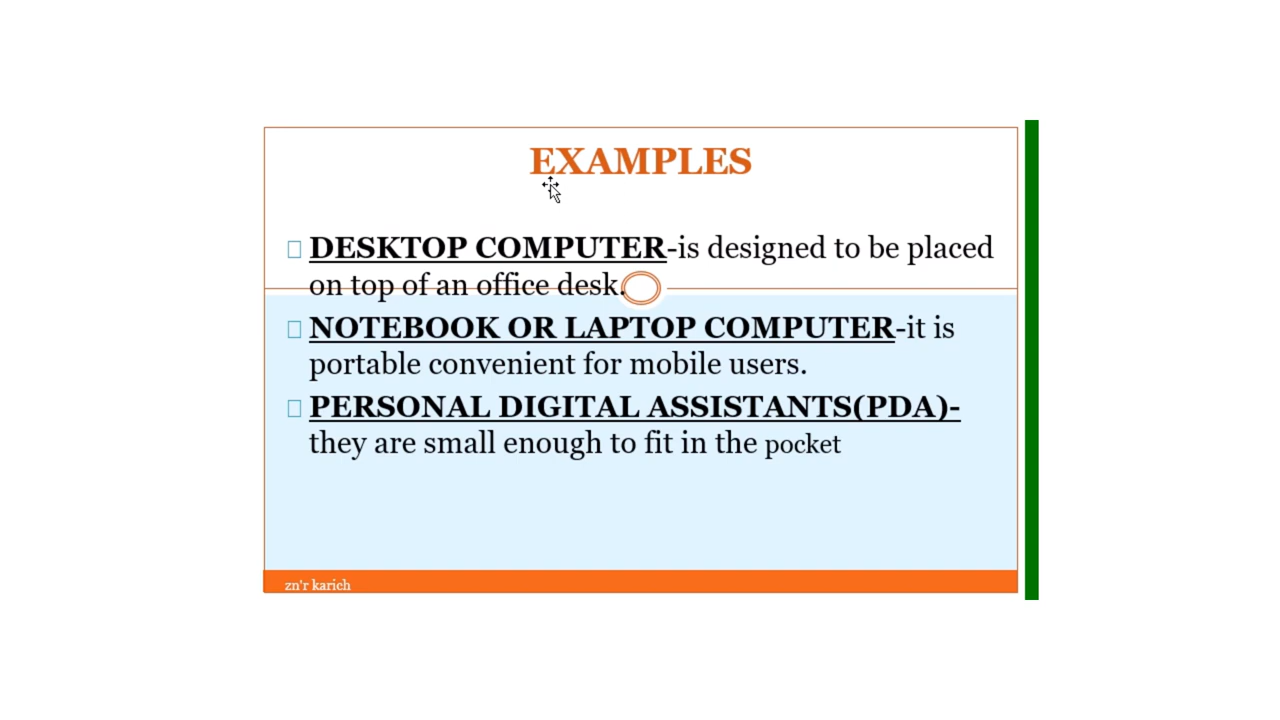 EXAMPLES
DESKTOP COMPUTER-is designed to be placed
on top of an office desk.
NOTEBOOK OR LAPTOP COMPUTER-it is
portable convenient for mobile users.
PERSONAL DIGITAL ASSISTANTS(PDA)-
they are small enough to fit in the pocket
zn'r karich